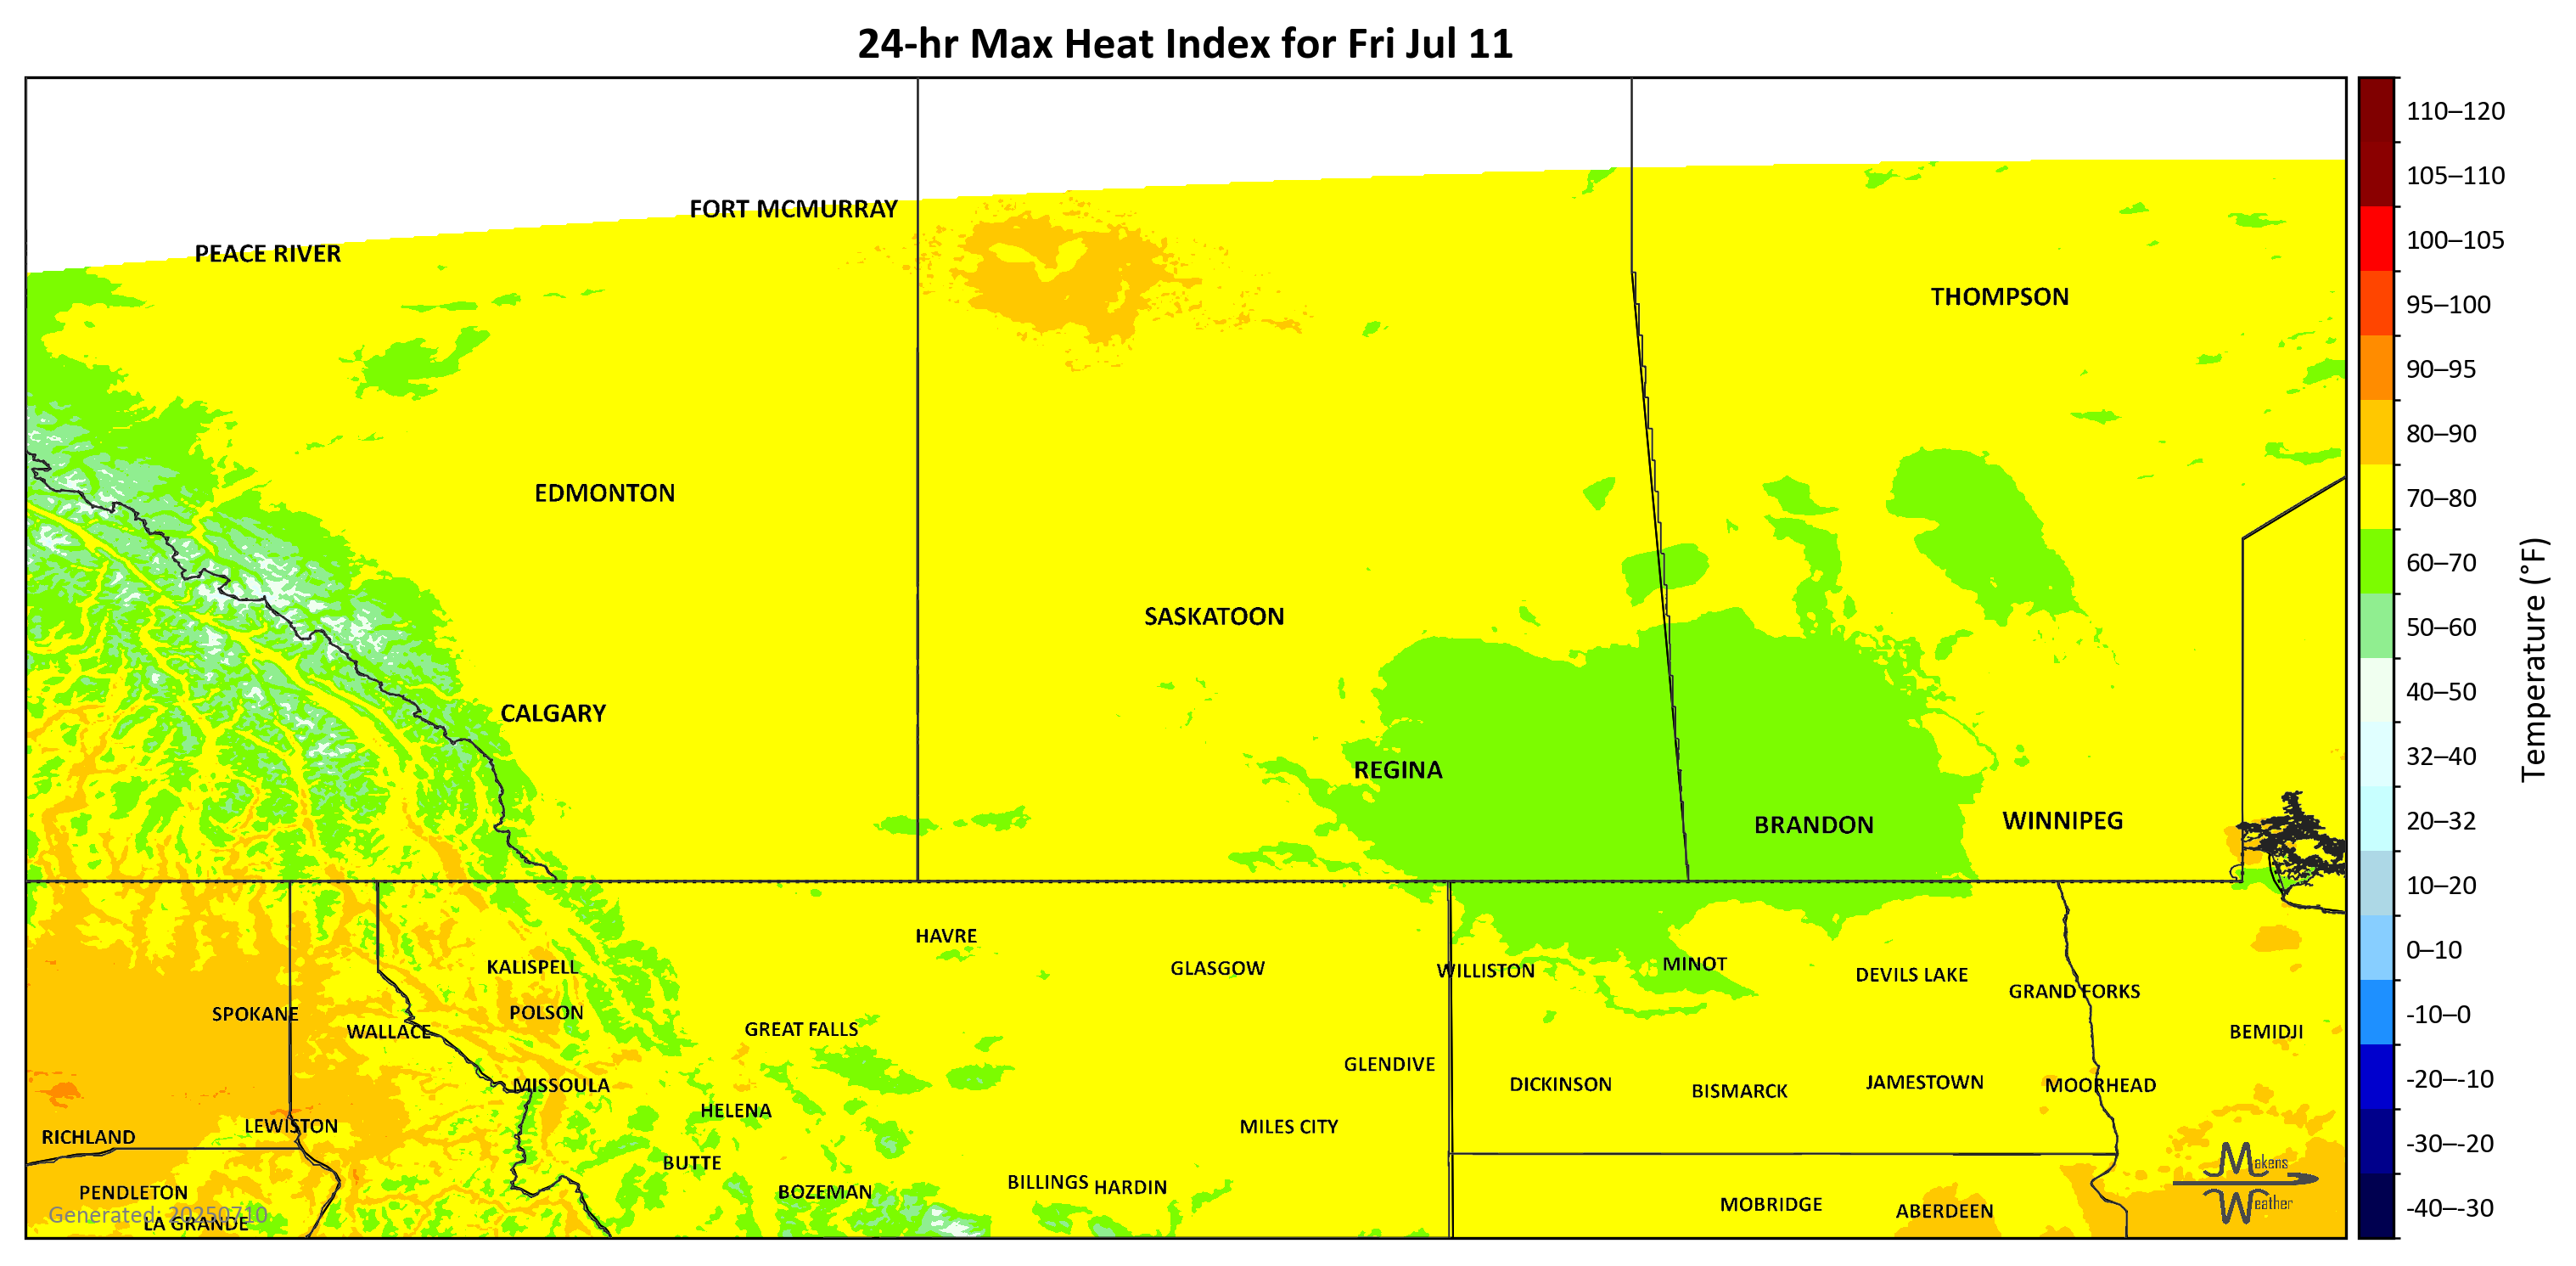 24-hr Max Heat Index for Fri Jul 11
FORT MCMURRAY
PEACE RIVER
THOMPSON
EDMONTON
SASKATOON
CALGARY
REGINA
BRANDON
WINNIPEG
HAVRE
KALISPELL
GLASGOW
WILLISTON
MINOT
DEVILS LAKE
GRAND FORKS
SPOKANE
POLSON
WALLACE
GREAT FALLS
BEMIDJI
GLENDIVE
MISSOULA
DICKINSON
BISMARCK
JAMESTOWN
MOORHEAD
HELENA
LEWISTON
MILES CITY
RICHLAND
BUTTE
BILLINGS
HARDIN
PENDLETON
BOZEMAN
MOBRIDGE
ABERDEEN
LA GRANDE
Generated: 20250710
Makens
Weather
110–120
105–110
100–105
95–100
90–95
80–90
70–80
60–70
50–60
40–50
32–40
20–32
10–20
0–10
-10–0
-20–-10
-30–-20
-40–-30
Temperature (°F)